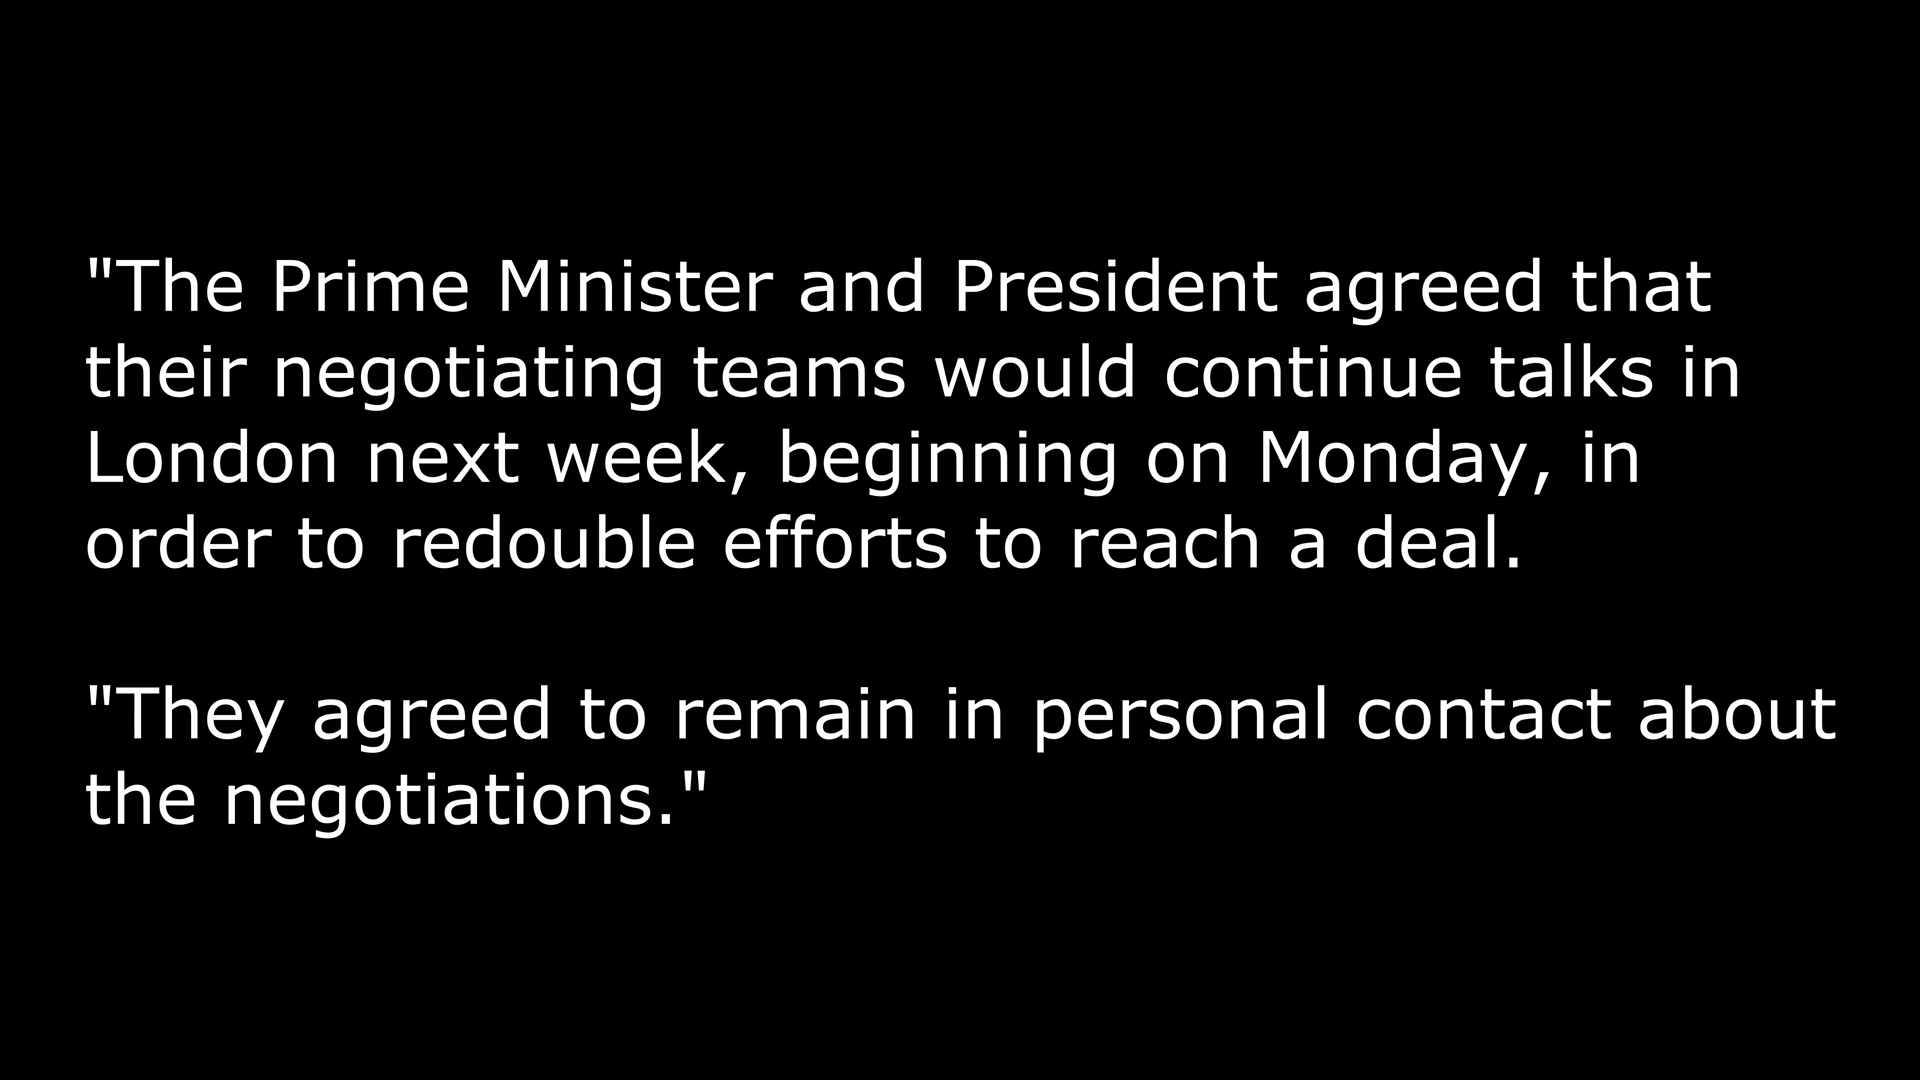 "The Prime Minister and President agreed that
their negotiating teams would continue talks in
London next week, beginning on Monday, in
order to redouble efforts to reach a deal.
"They agreed to remain in personal contact about
the negotiations."